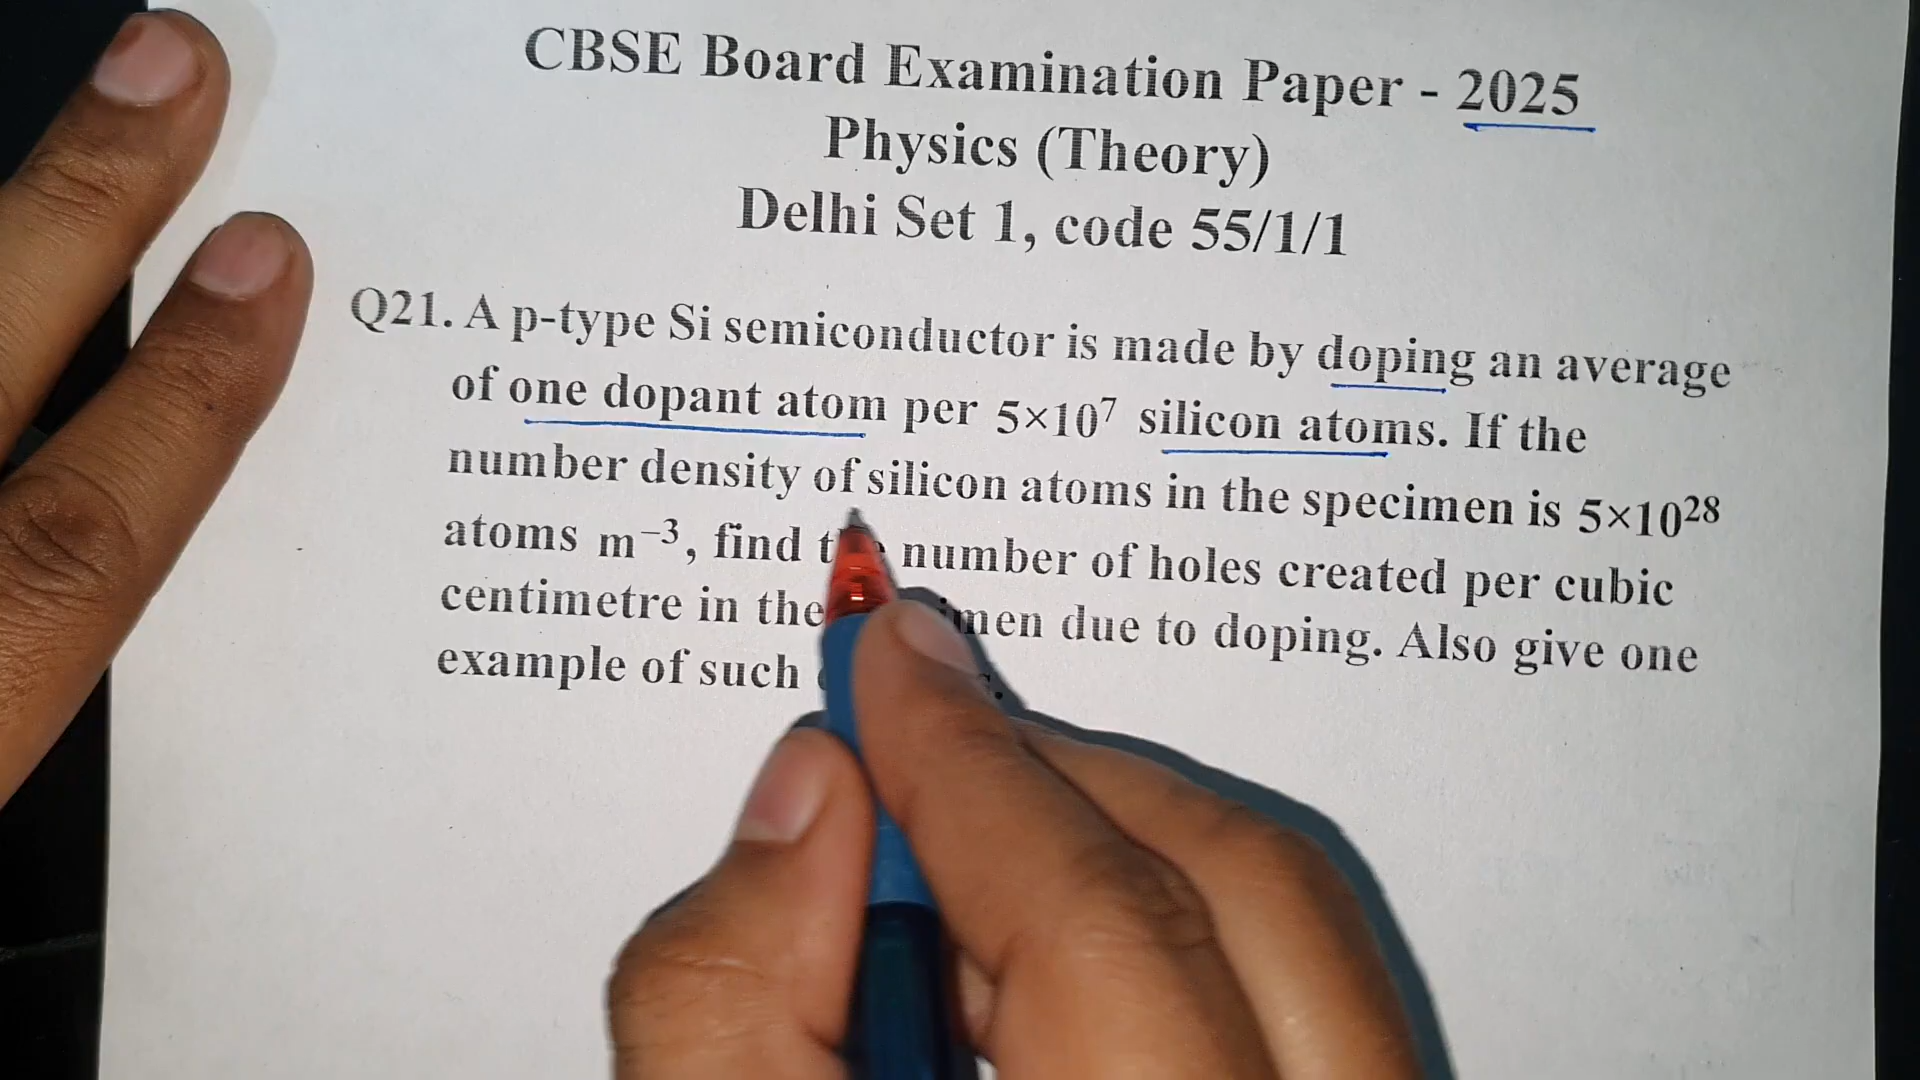 CBSE Board Examination Paper - 2025
Physics (Theory)
Delhi Set 1, code 55/1/1
Q21. A p-type Si semiconductor is made by doping an average
of one dopant atom per 5×10⁷ silicon atoms. If the
number density of silicon atoms in the specimen is 5×10²⁸
atoms m⁻³, find number of holes created per cubic
centimetre in the due to doping. Also give one
example of such